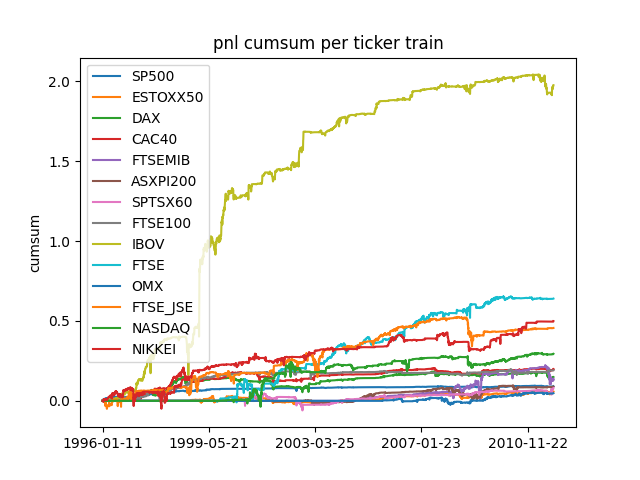 pnl cumsum per ticker train
2.0
1.5
1.0
0.5
0.0
cumsum
SP500
ESTOXX50
DAX
CAC40
FTSEMIB
ASXPI200
SPTSX60
FTSE100
IBOV
FTSE
OMX
FTSE_JSE
NASDAQ
NIKKEI
1996-01-11 1999-05-21 2003-03-25 2007-01-23 2010-11-22